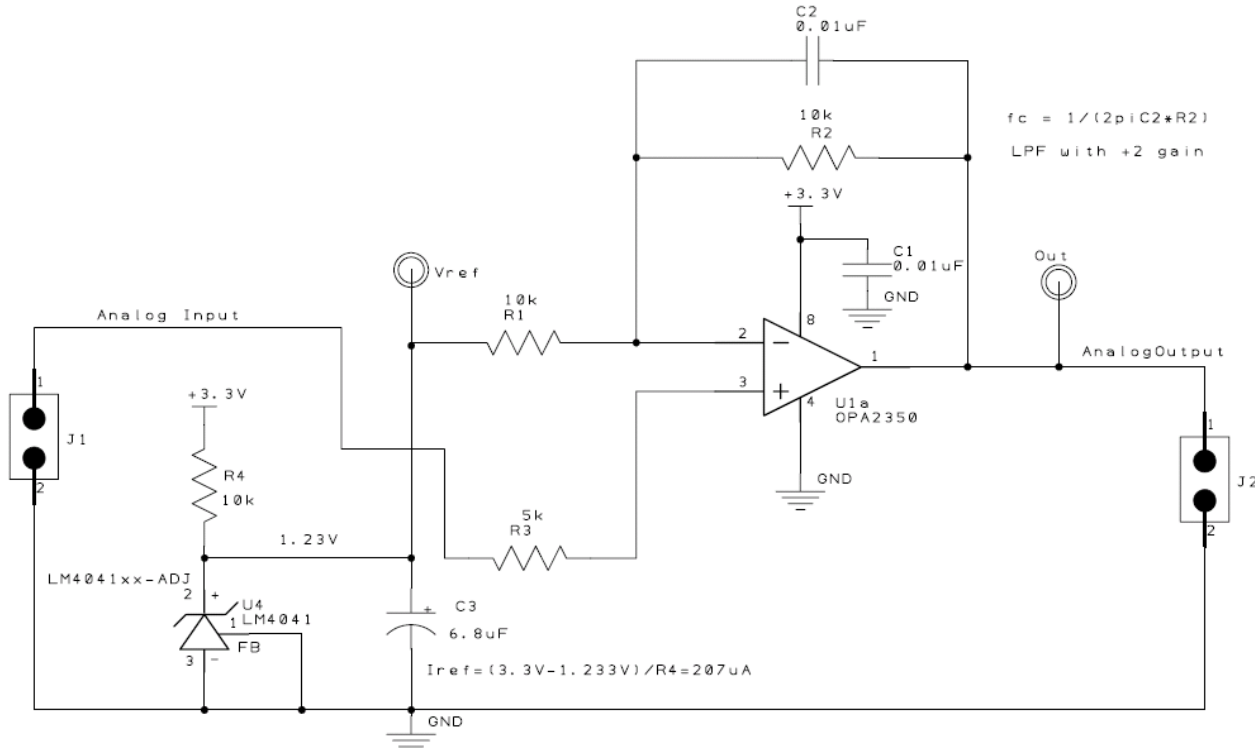 C2
0.01uF
10k
R2
fc = 1/(2piC2*R2)
LPF with +2 gain
+3.3V
C1
0.01uF
GND
Vref
Out
10k
R1
Analog Input
2
8
3
4
1
U1a
OPA2350
AnalogOutput
1
J1
2
+3.3V
R4
10k
GND
1
J2
2
5k
R3
1.23V
LM4041xx-ADJ
2 +
U4
LM4041
1
FB
3 -
+
C3
6.8uF
Iref=(3.3V-1.233V)/R4=207uA
GND